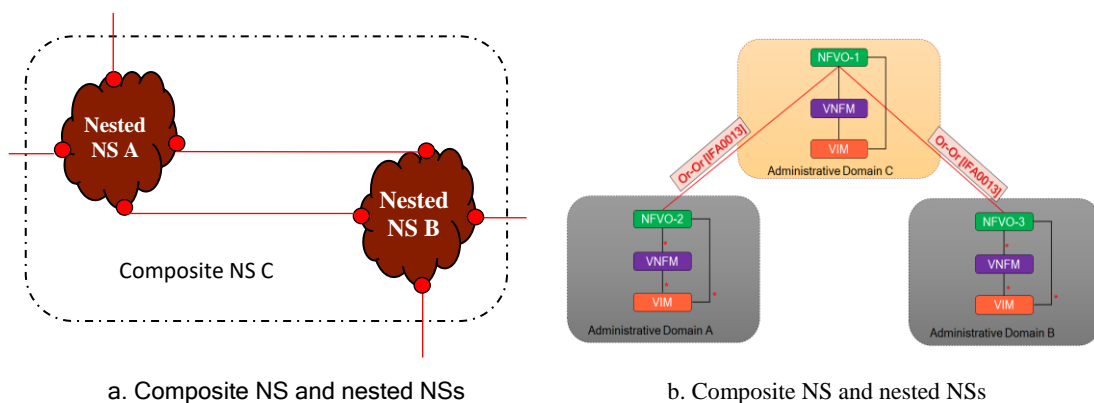 Nested
NS A
Nested
NS B
Composite NS C
a. Composite NS and nested NSs
NFVO-1
VNFM
VIM
Administrative Domain C
Or-Or [IFA0013]
Or-Or [IFA0013]
NFVO-2
*
VNFM
*
VIM
*
Administrative Domain A
NFVO-3
*
VNFM
*
VIM
*
Administrative Domain B
b. Composite NS and nested NSs